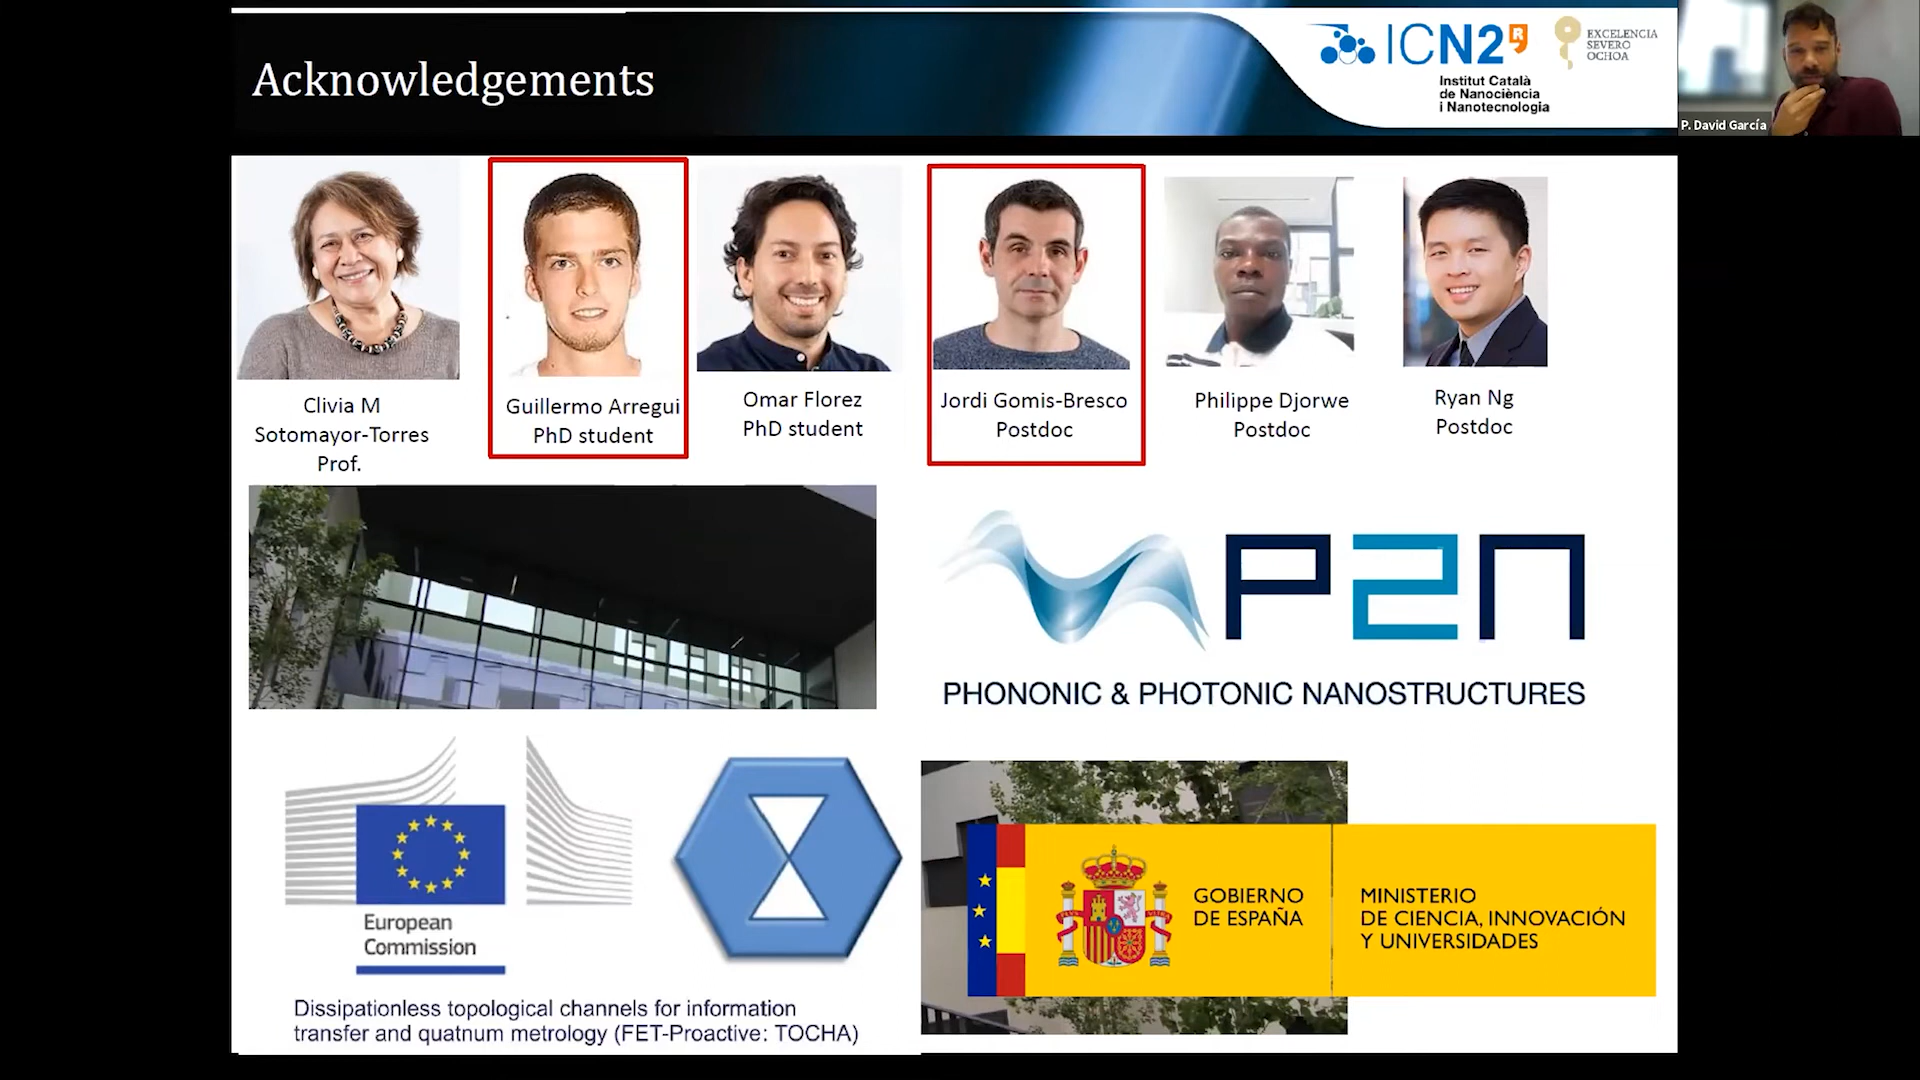 Acknowledgements
ICN2
Institut Català
de Nanociència
i Nanotecnologia
EXCELENCIA
SEVERO
OCHOA
P. David García
Clivia M
Sotomayor-Torres
Prof.
Guillermo Arregui
PhD student
Omar Florez
PhD student
Jordi Gomis-Bresco
Postdoc
Philippe Djorwe
Postdoc
Ryan Ng
Postdoc
P2N
PHONONIC & PHOTONIC NANOSTRUCTURES
European
Commission
Dissipationless topological channels for information
transfer and quatnum metrology (FET-Proactive: TOCHA)
GOBIERNO
DE ESPAÑA
MINISTERIO
DE CIENCIA, INNOVACIÓN
Y UNIVERSIDADES